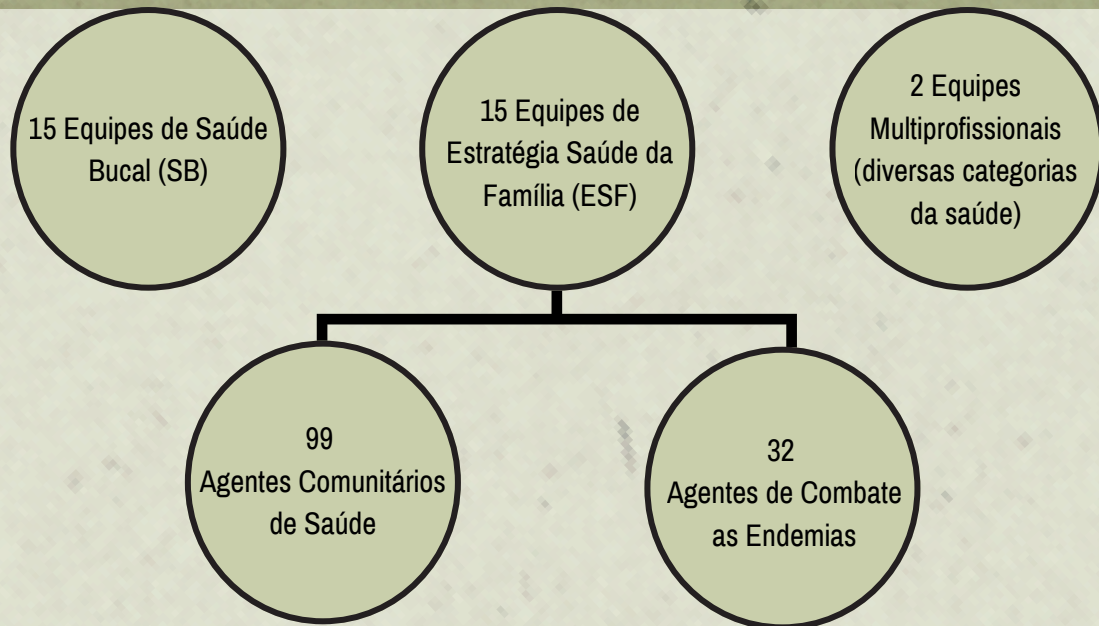 15 Equipes de Saúde
Bucal (SB)
15 Equipes de
Estratégia Saúde da
Família (ESF)
2 Equipes
Multiprofissionais
(diversas categorias
da saúde)
99
Agentes Comunitários
de Saúde
32
Agentes de Combate
as Endemias